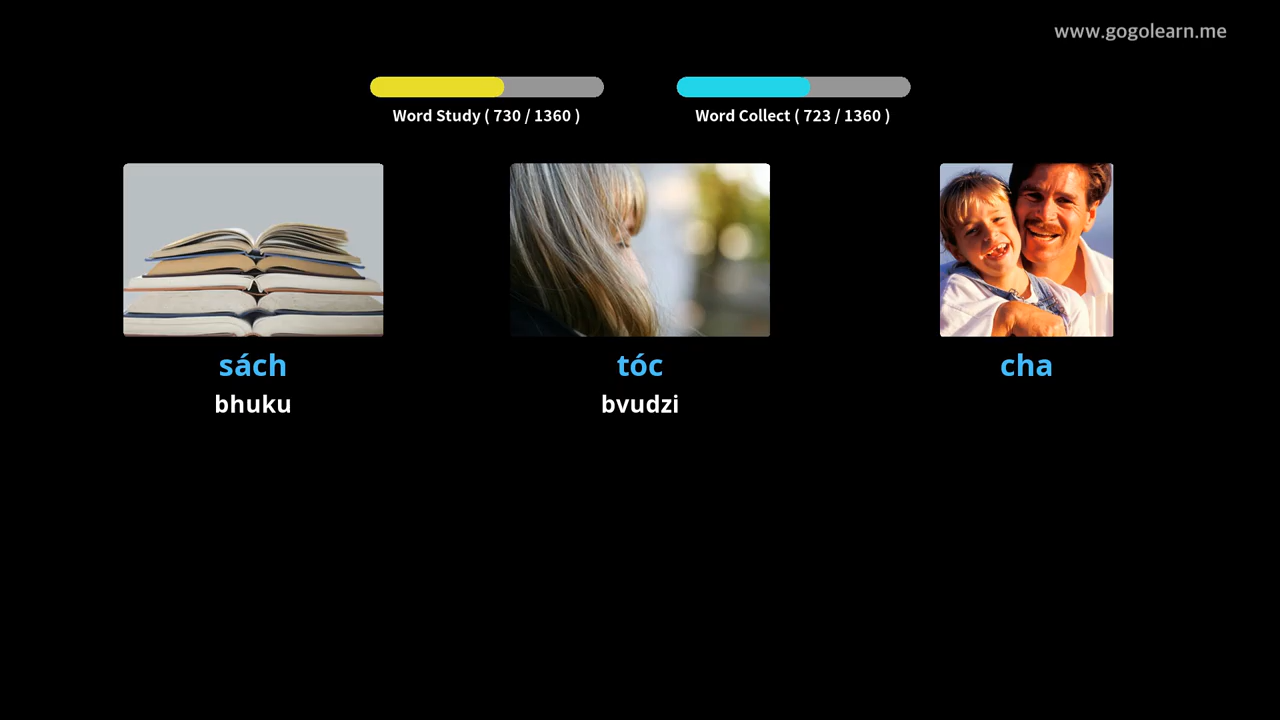 www.gogolearn.me
Word Study ( 730 / 1360 )
Word Collect ( 723 / 1360 )
sách
tóc
cha
bhuku
bvudzi